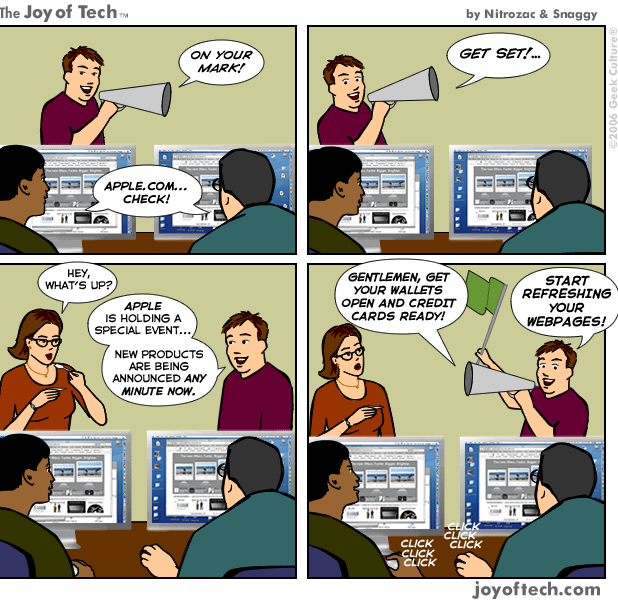 The Joy of Tech™
by Nitrozac & Snaggy
ON YOUR
MARK!
APPLE.COM...
CHECK!
GET SET!...
©2006 Geek Culture®
HEY,
WHAT'S UP?
APPLE
IS HOLDING A
SPECIAL EVENT...
NEW PRODUCTS
ARE BEING
ANNOUNCED ANY
MINUTE NOW.
GENTLEMEN, GET
YOUR WALLETS
OPEN AND CREDIT
CARDS READY!
START
REFRESHING
YOUR
WEBPAGES!
CLICK
CLICK
CLICK
CLICK
CLICK
CLICK
joyoftech.com